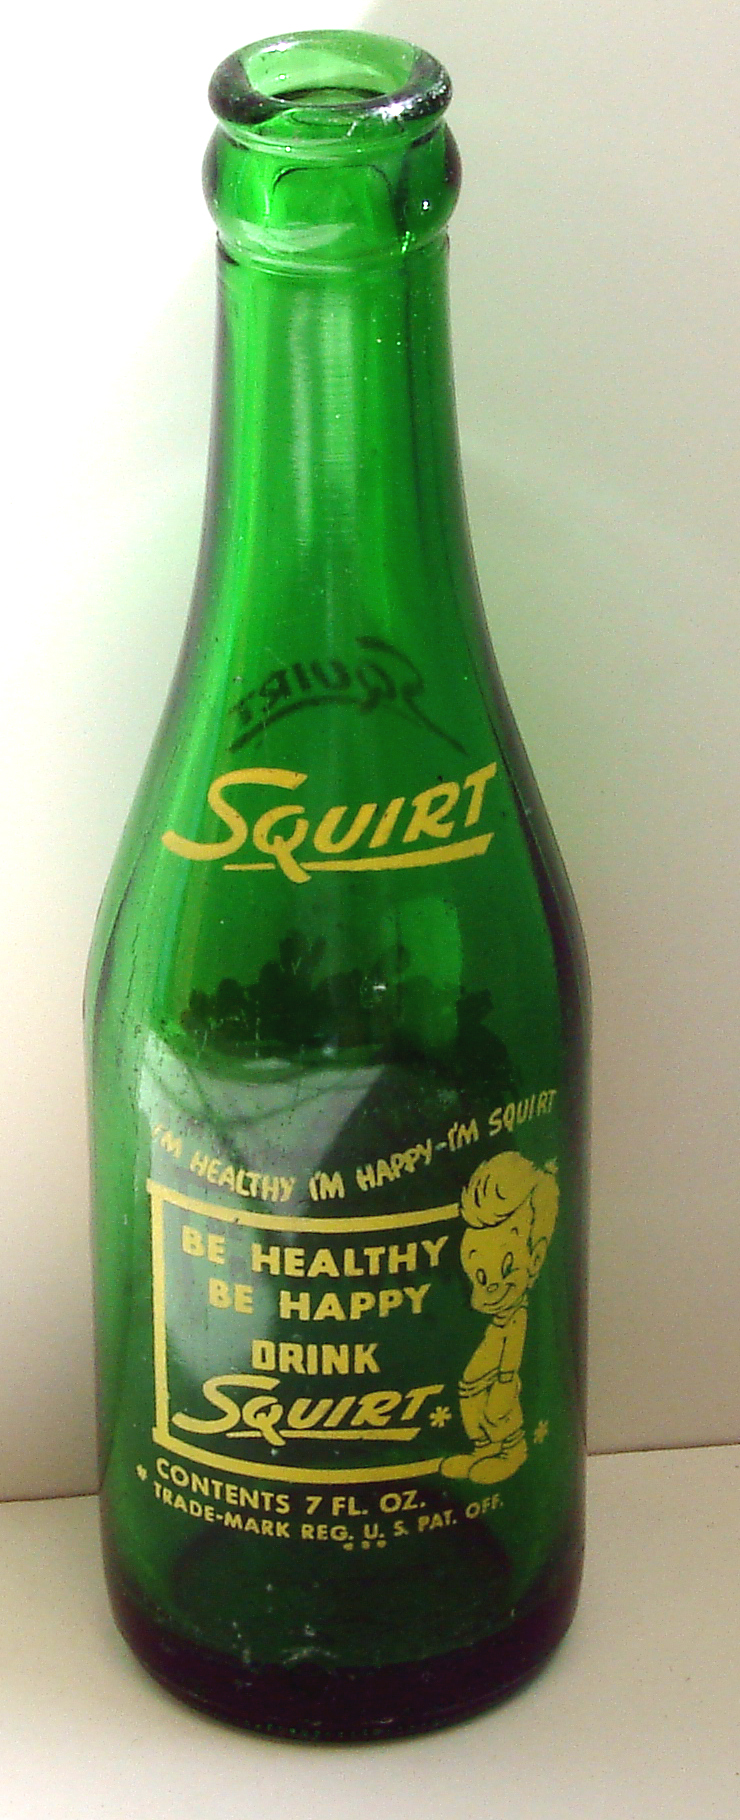 SQUIRT
SQUIRT
I'M HEALTHY I'M HAPPY-I'M SQUIRT
BE HEALTHY
BE HAPPY
DRINK
SQUIRT*
*
* CONTENTS 7 FL. OZ.
TRADE-MARK REG. U. S. PAT. OFF.